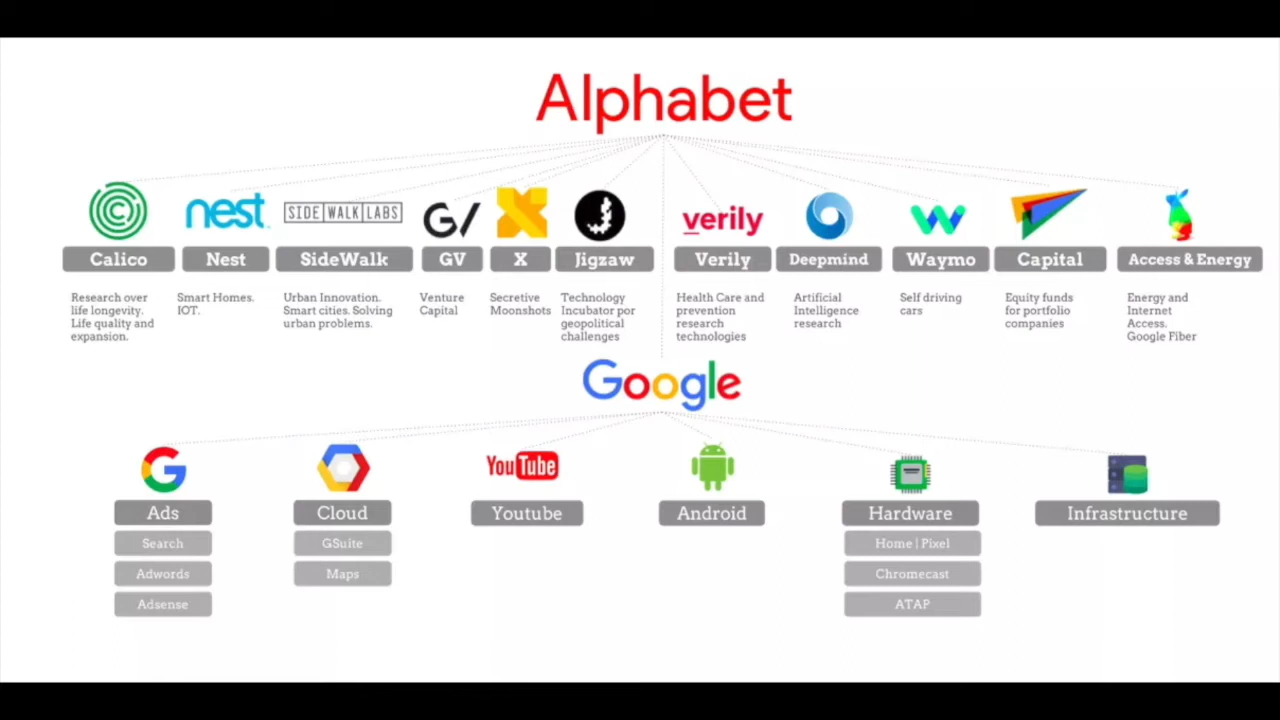 Alphabet
nest
SIDE WALK LABS
G/
verily
Calico
Nest
SideWalk
GV
X
Jigzaw
Verily
Deepmind
Waymo
Capital
Access & Energy
Research over
life longevity.
Life quality and
expansion.
Smart Homes.
IOT.
Urban Innovation.
Smart cities. Solving
urban problems.
Venture
Capital
Secretive
Moonshots
Technology
Incubator por
geopolitical
challenges
Health Care and
prevention
research
technologies
Artificial
Intelligence
research
Self driving
cars
Equity funds
for portfolio
companies
Energy and
Internet
Access.
Google Fiber
Google
G
YouTube
Ads
Cloud
Youtube
Android
Hardware
Infrastructure
Search
GSuite
Home | Pixel
Adwords
Maps
Chromecast
Adsense
ATAP